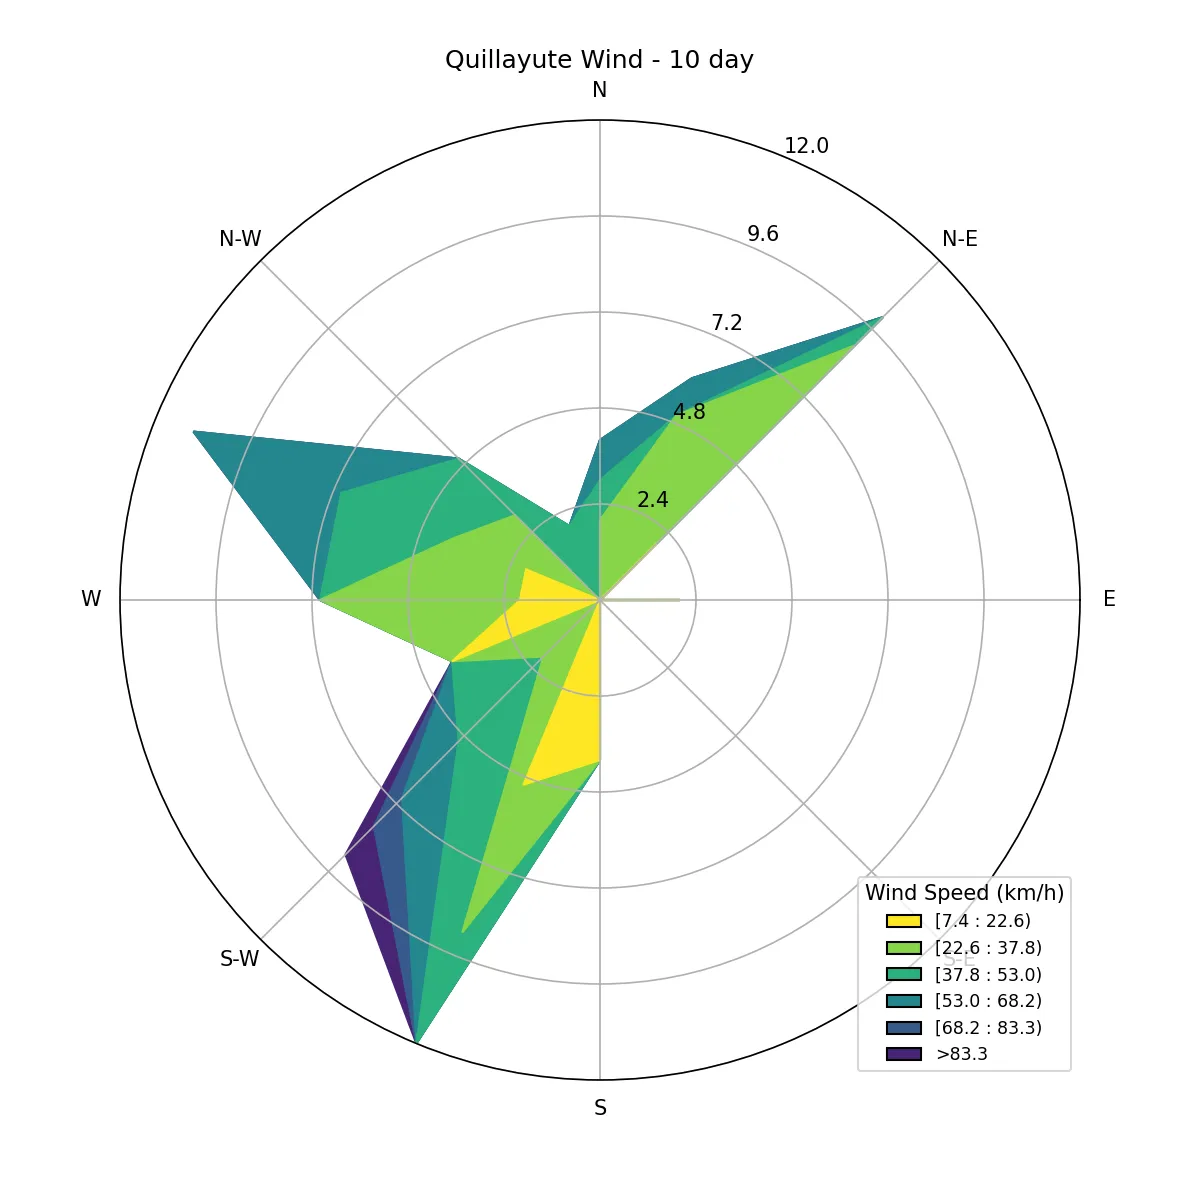 Quillayute Wind - 10 day
N
12.0
9.6
N-W
N-E
7.2
4.8
2.4
W
E
Wind Speed (km/h)
[7.4 : 22.6)
[22.6 : 37.8)
S-W
S-E
[37.8 : 53.0)
[53.0 : 68.2)
[68.2 : 83.3)
>83.3
S